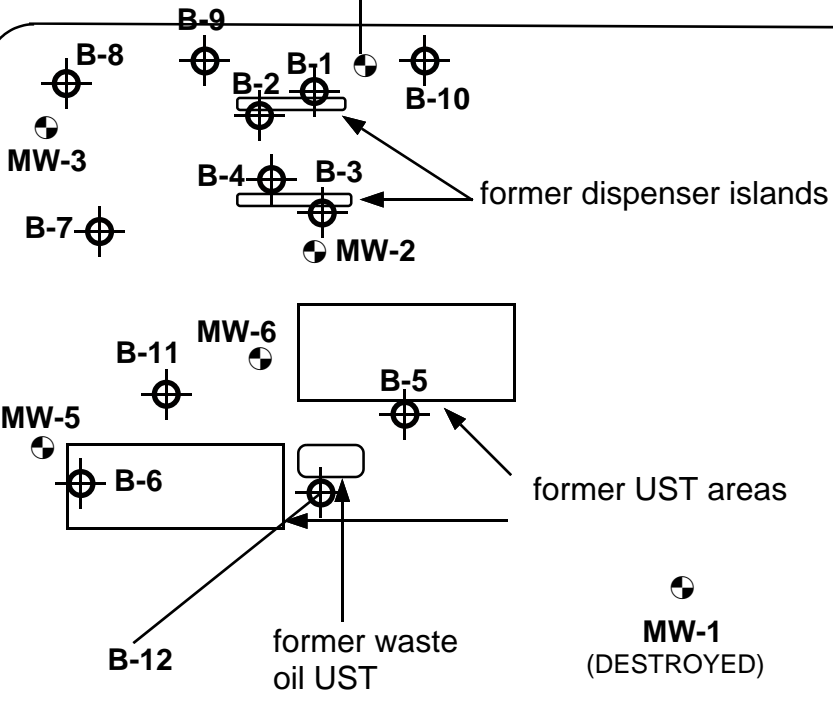 B-9
B-8
B-1
B-2
B-10
MW-3
B-4
B-3
former dispenser islands
B-7
MW-2
MW-6
B-11
B-5
MW-5
B-6
former UST areas
B-12
former waste
oil UST
MW-1
(DESTROYED)